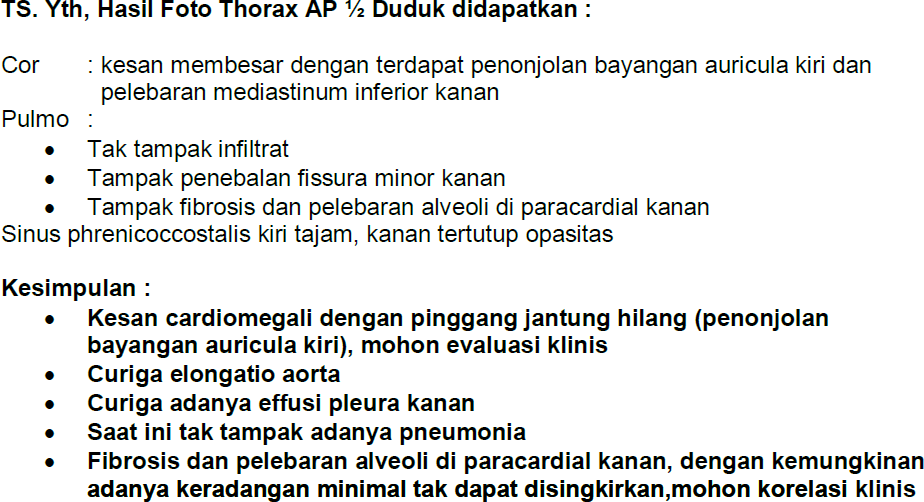 TS. Yth, Hasil Foto Thorax AP ½ Duduk didapatkan :
Cor : kesan membesar dengan terdapat penonjolan bayangan auricula kiri dan
pelebaran mediastinum inferior kanan
Pulmo :
• Tak tampak infiltrat
• Tampak penebalan fissura minor kanan
• Tampak fibrosis dan pelebaran alveoli di paracardial kanan
Sinus phrenicoccostalis kiri tajam, kanan tertutup opasitas
Kesimpulan :
• Kesan cardiomegali dengan pinggang jantung hilang (penonjolan
bayangan auricula kiri), mohon evaluasi klinis
• Curiga elongatio aorta
• Curiga adanya effusi pleura kanan
• Saat ini tak tampak adanya pneumonia
• Fibrosis dan pelebaran alveoli di paracardial kanan, dengan kemungkinan
adanya keradangan minimal tak dapat disingkirkan,mohon korelasi klinis